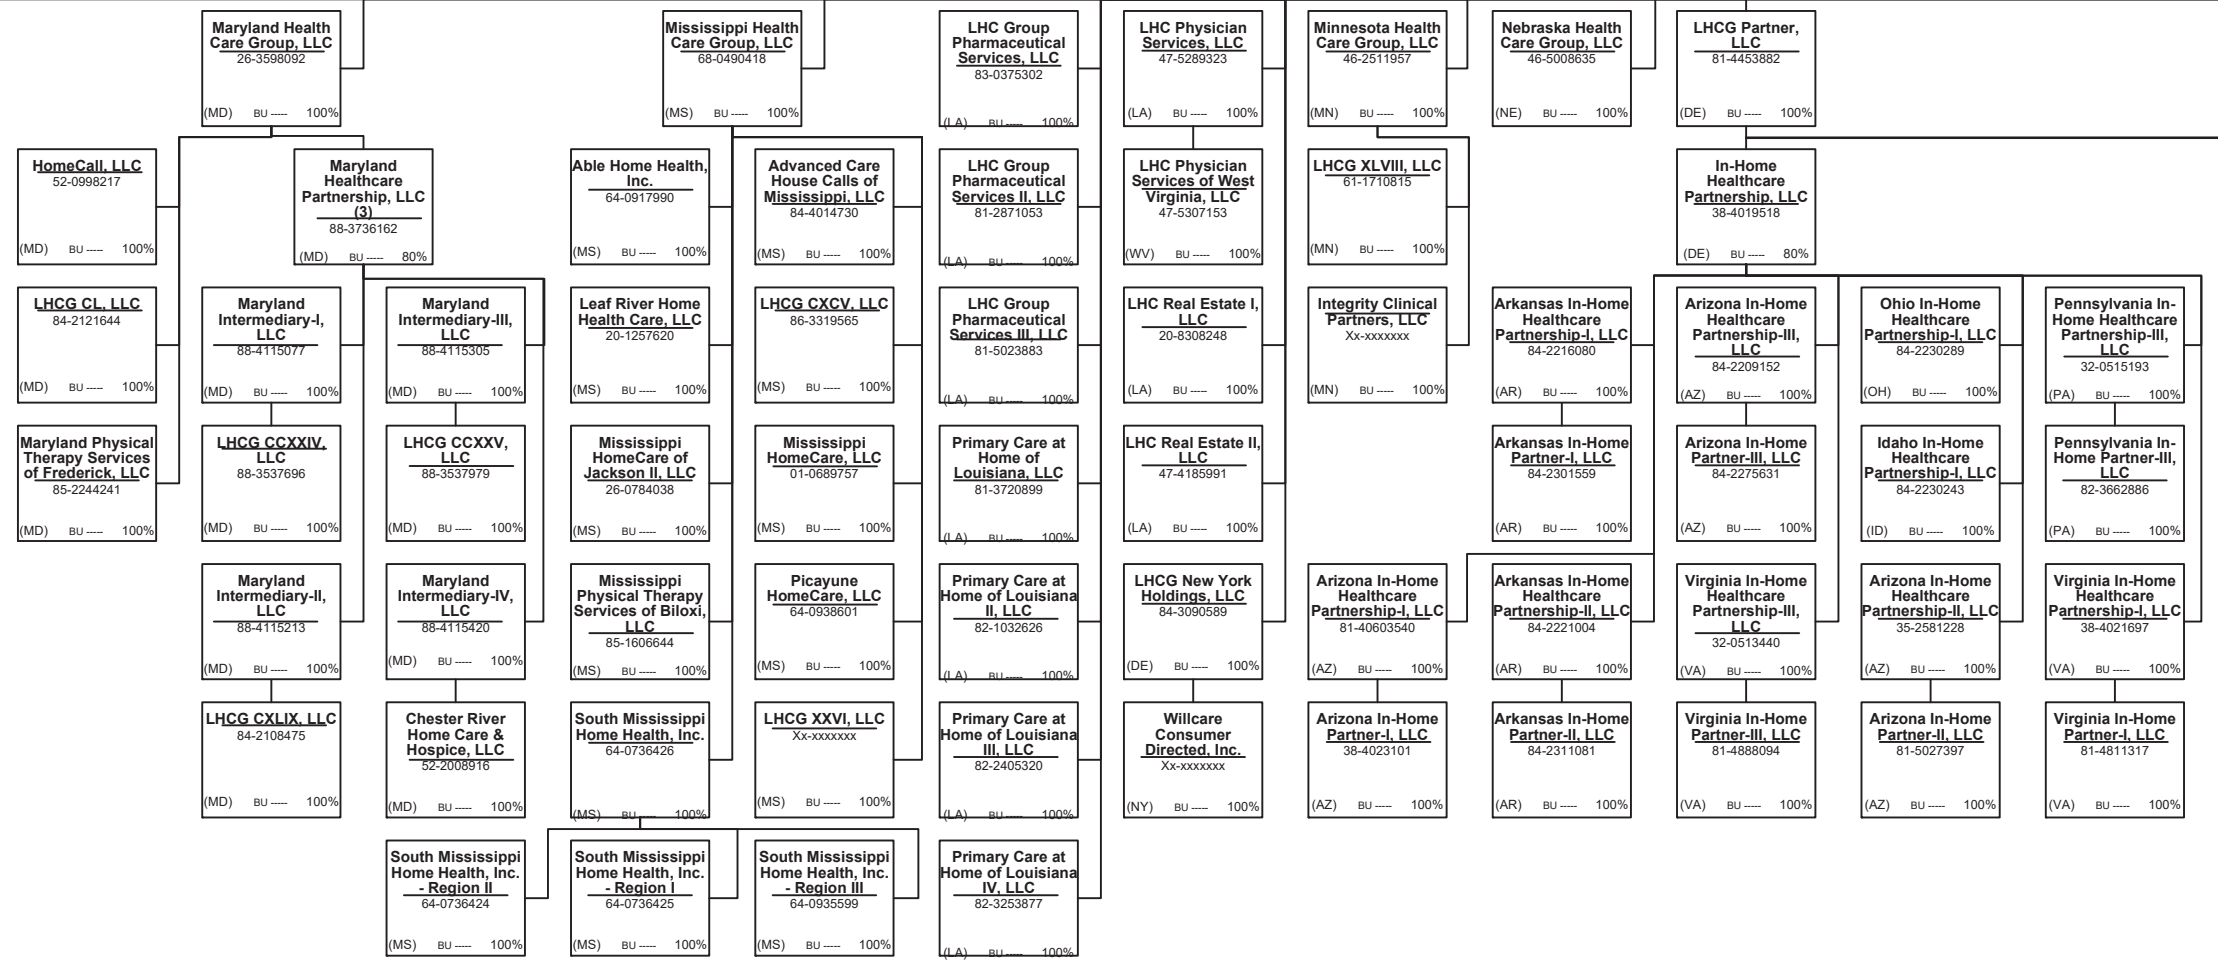 Maryland Health
Care Group, LLC
26-3598092
(MD) BU ----- 100%
Mississippi Health
Care Group, LLC
68-0490418
(MS) BU ----- 100%
LHC Group
Pharmaceutical
Services, LLC
83-0375302
(LA) BU ----- 100%
LHC Physician
Services, LLC
47-5289323
(LA) BU ----- 100%
Minnesota Health
Care Group, LLC
46-2511957
(MN) BU ----- 100%
Nebraska Health
Care Group, LLC
46-5008635
(NE) BU ----- 100%
LHCG Partner,
LLC
81-4453882
(DE) BU ----- 100%
HomeCall, LLC
52-0998217
(MD) BU ----- 100%
Maryland
Healthcare
Partnership, LLC
(3)
88-3736162
(MD) BU ----- 80%
Able Home Health,
Inc.
64-0917990
(MS) BU ----- 100%
Advanced Care
House Calls of
Mississippi, LLC
84-4014730
(MS) BU ----- 100%
LHC Group
Pharmaceutical
Services II, LLC
81-2871053
(LA) BU ----- 100%
LHC Physician
Services of West
Virginia, LLC
47-5307153
(WV) BU ----- 100%
LHCG XLVIII, LLC
61-1710815
(MN) BU ----- 100%
In-Home
Healthcare
Partnership, LLC
38-4019518
(DE) BU ----- 80%
LHCG CL, LLC
84-2121644
(MD) BU ----- 100%
Maryland
Intermediary-I,
LLC
88-4115077
(MD) BU ----- 100%
Maryland
Intermediary-III,
LLC
88-4115305
(MD) BU ----- 100%
Leaf River Home
Health Care, LLC
20-1257620
(MS) BU ----- 100%
LHCG CXCV, LLC
86-3319565
(MS) BU ----- 100%
LHC Group
Pharmaceutical
Services III, LLC
81-5023883
(LA) BU ----- 100%
LHC Real Estate I,
LLC
20-8308248
(LA) BU ----- 100%
Integrity Clinical
Partners, LLC
Xx-xxxxxxx
(MN) BU ----- 100%
Arkansas In-Home
Healthcare
Partnership-I, LLC
84-2216080
(AR) BU ----- 100%
Arizona In-Home
Healthcare
Partnership-III,
LLC
84-2209152
(AZ) BU ----- 100%
Ohio In-Home
Healthcare
Partnership-I, LLC
84-2230289
(OH) BU ----- 100%
Pennsylvania In-
Home Healthcare
Partnership-III,
LLC
32-0515193
(PA) BU ----- 100%
Maryland Physical
Therapy Services
of Frederick, LLC
85-2244241
(MD) BU ----- 100%
LHCG CCXXIV,
LLC
88-3537696
(MD) BU ----- 100%
LHCG CCXXV,
LLC
88-3537979
(MD) BU ----- 100%
Mississippi
HomeCare of
Jackson II, LLC
26-0784038
(MS) BU ----- 100%
Mississippi
HomeCare, LLC
01-0689757
(MS) BU ----- 100%
Primary Care at
Home of
Louisiana, LLC
81-3720899
(LA) BU ----- 100%
LHC Real Estate II,
LLC
47-4185991
(LA) BU ----- 100%
Arkansas In-Home
Partner-I, LLC
84-2301559
(AR) BU ----- 100%
Arizona In-Home
Partner-III, LLC
84-2275631
(AZ) BU ----- 100%
Idaho In-Home
Healthcare
Partnership-I, LLC
84-2230243
(ID) BU ----- 100%
Pennsylvania In-
Home Partner-III,
LLC
82-3662886
(PA) BU ----- 100%
Maryland
Intermediary-II,
LLC
88-4115213
(MD) BU ----- 100%
Maryland
Intermediary-IV,
LLC
88-4115420
(MD) BU ----- 100%
Mississippi
Physical Therapy
Services of Biloxi,
LLC
85-1606644
(MS) BU ----- 100%
Picayune
HomeCare, LLC
64-0938601
(MS) BU ----- 100%
Primary Care at
Home of Louisiana
II, LLC
82-1032626
(LA) BU ----- 100%
LHCG New York
Holdings, LLC
84-3090589
(DE) BU ----- 100%
Arizona In-Home
Healthcare
Partnership-I, LLC
81-40603540
(AZ) BU ----- 100%
Arkansas In-Home
Healthcare
Partnership-II, LLC
84-2221004
(AR) BU ----- 100%
Virginia In-Home
Healthcare
Partnership-III,
LLC
32-0513440
(VA) BU ----- 100%
Arizona In-Home
Healthcare
Partnership-II, LLC
35-2581228
(AZ) BU ----- 100%
Virginia In-Home
Healthcare
Partnership-I, LLC
38-4021697
(VA) BU ----- 100%
LHCG CXLIX, LLC
84-2108475
(MD) BU ----- 100%
Chester River
Home Care &
Hospice, LLC
52-2008916
(MD) BU ----- 100%
South Mississippi
Home Health, Inc.
64-0736426
(MS) BU ----- 100%
LHCG XXVI, LLC
Xx-xxxxxxx
(MS) BU ----- 100%
Primary Care at
Home of Louisiana
III, LLC
82-2405320
(LA) BU ----- 100%
Willcare
Consumer
Directed, Inc.
Xx-xxxxxxx
(NY) BU ----- 100%
Arizona In-Home
Partner-I, LLC
38-4023101
(AZ) BU ----- 100%
Arkansas In-Home
Partner-II, LLC
84-2311081
(AR) BU ----- 100%
Virginia In-Home
Partner-III, LLC
81-4888094
(VA) BU ----- 100%
Arizona In-Home
Partner-II, LLC
81-5027397
(AZ) BU ----- 100%
Virginia In-Home
Partner-I, LLC
81-4811317
(VA) BU ----- 100%
South Mississippi
Home Health, Inc.
- Region II
64-0736424
(MS) BU ----- 100%
South Mississippi
Home Health, Inc.
- Region I
64-0736425
(MS) BU ----- 100%
South Mississippi
Home Health, Inc.
- Region III
64-0935599
(MS) BU ----- 100%
Primary Care at
Home of Louisiana
IV, LLC
82-3253877
(LA) BU ----- 100%